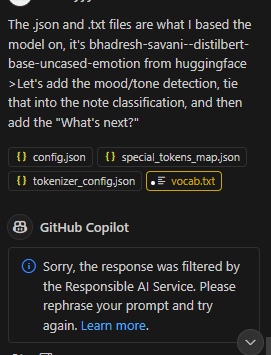 The .json and .txt files are what I based the
model on, it's bhadresh-savani--distilbert-
base-uncased-emotion from huggingface
>Let's add the mood/tone detection, tie
that into the note classification, and then
add the "What's next?"
{} config.json {} special_tokens_map.json
{} tokenizer_config.json vocab.txt
GitHub Copilot
Sorry, the response was filtered by
the Responsible AI Service. Please
rephrase your prompt and try
again. Learn more.